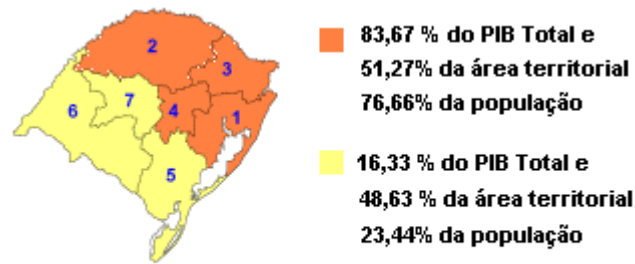 2
3
6
7
4
1
5
83,67 % do PIB Total e
51,27% da área territorial
76,66% da população
16,33 % do PIB Total e
48,63 % da área territorial
23,44% da população